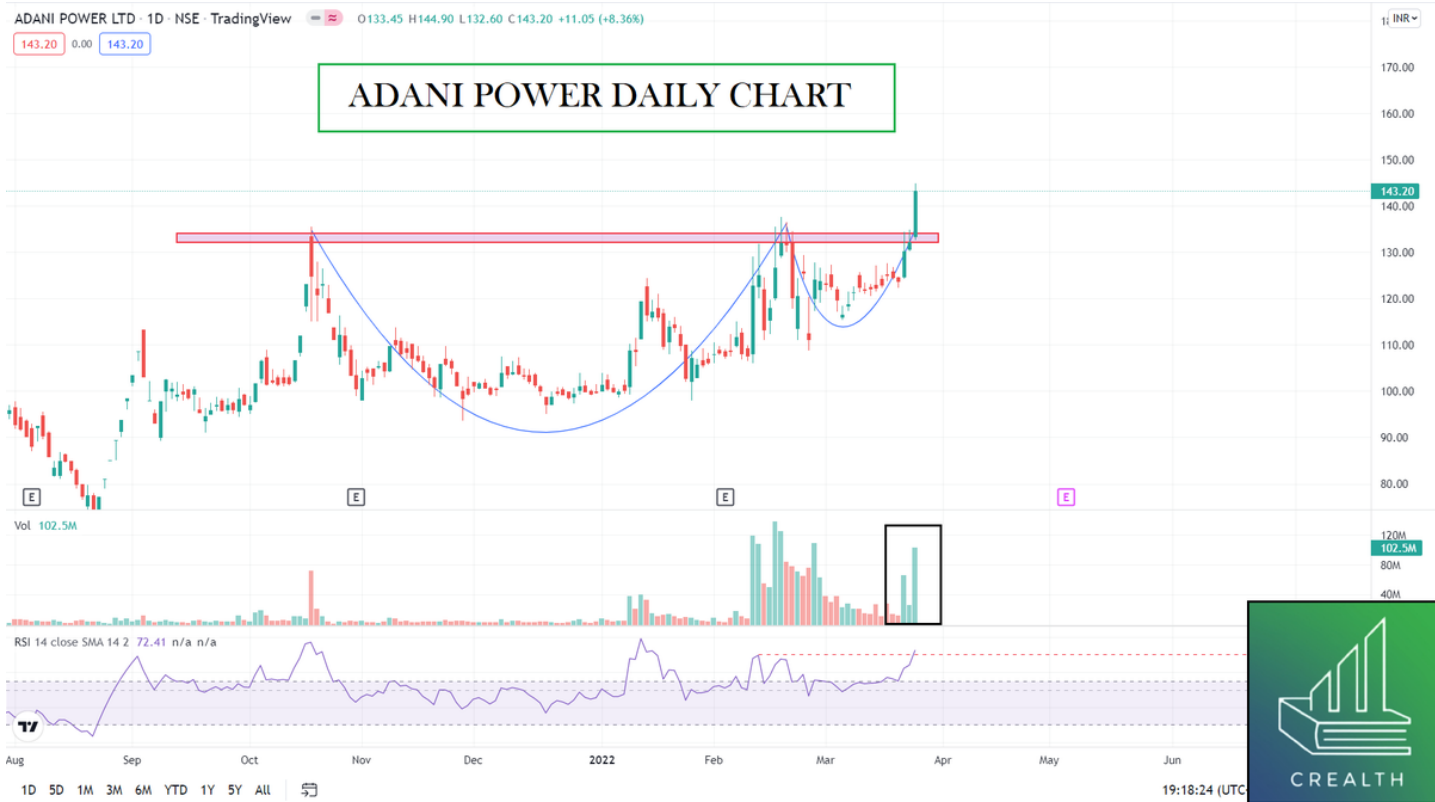 ADANI POWER LTD · 1D · NSE · TradingView O133.45 H144.90 L132.60 C143.20 +11.05 (+8.36%)
INR
143.20 0.00 143.20
170.00
ADANI POWER DAILY CHART
160.00
150.00
143.20
140.00
130.00
120.00
110.00
100.00
90.00
80.00
E E E E
Vol 102.5M
120M
102.5M
80M
40M
RSI 14 close SMA 14 2 72.41 n/a n/a
Aug Sep Oct Nov Dec 2022 Feb Mar Apr May Jun
1D 5D 1M 3M 6M YTD 1Y 5Y All 19:18:24 (UTC
CREALTH